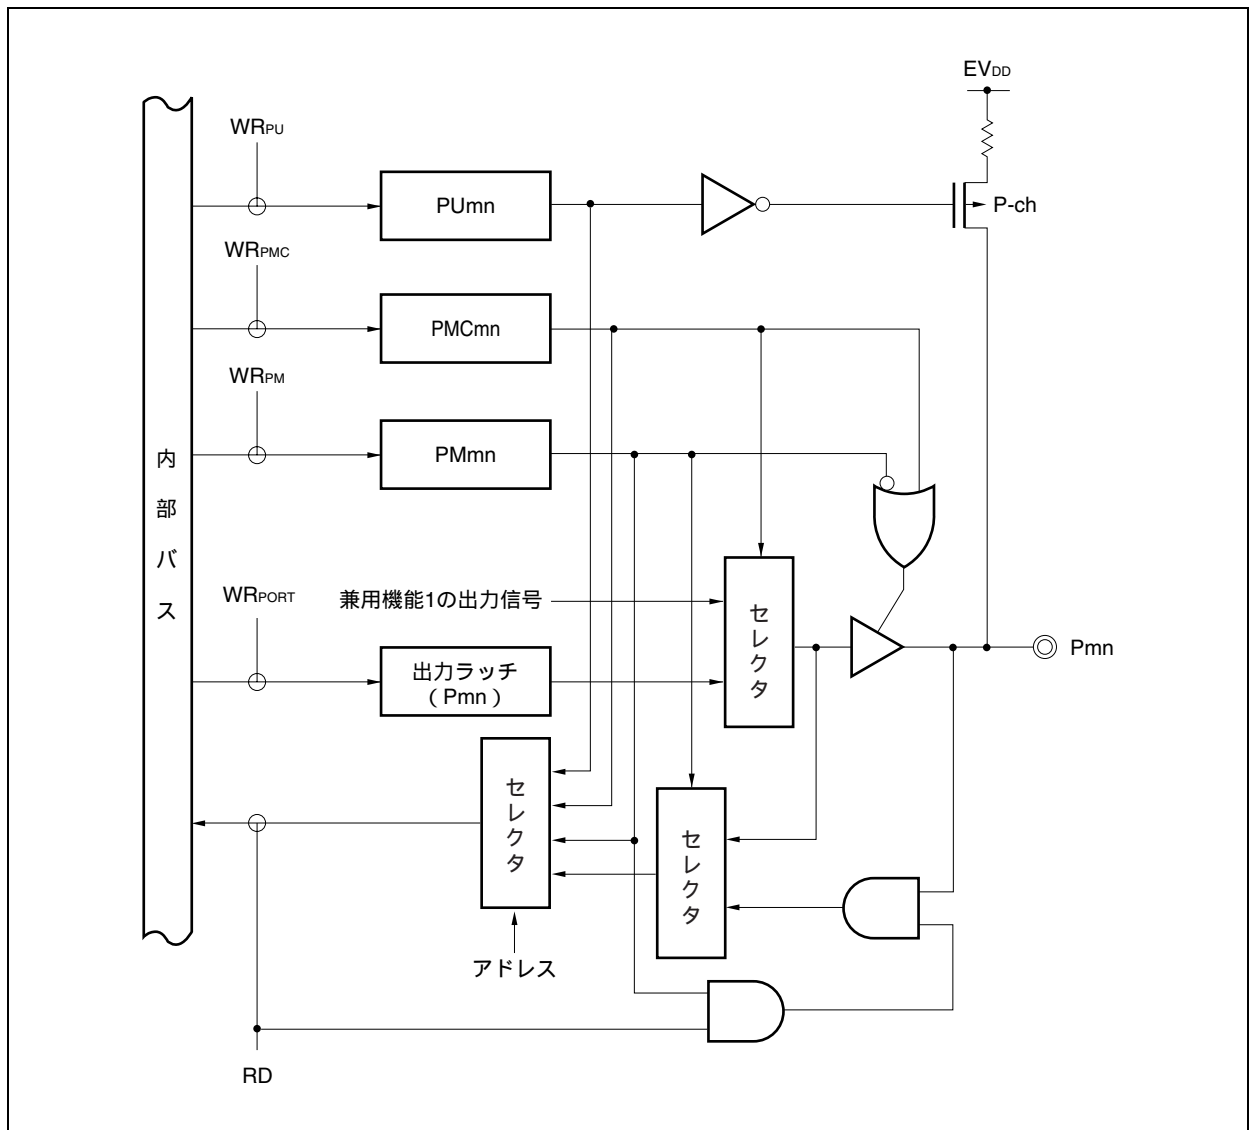 EVDD
WRPU
PUmn
P-ch
WRPMC
PMCmn
WRPM
PMmn
内部バス
WRPORT
兼用機能1の出力信号
セレクタ
出力ラッチ
（Pmn）
Pmn
セレクタ
セレクタ
アドレス
RD